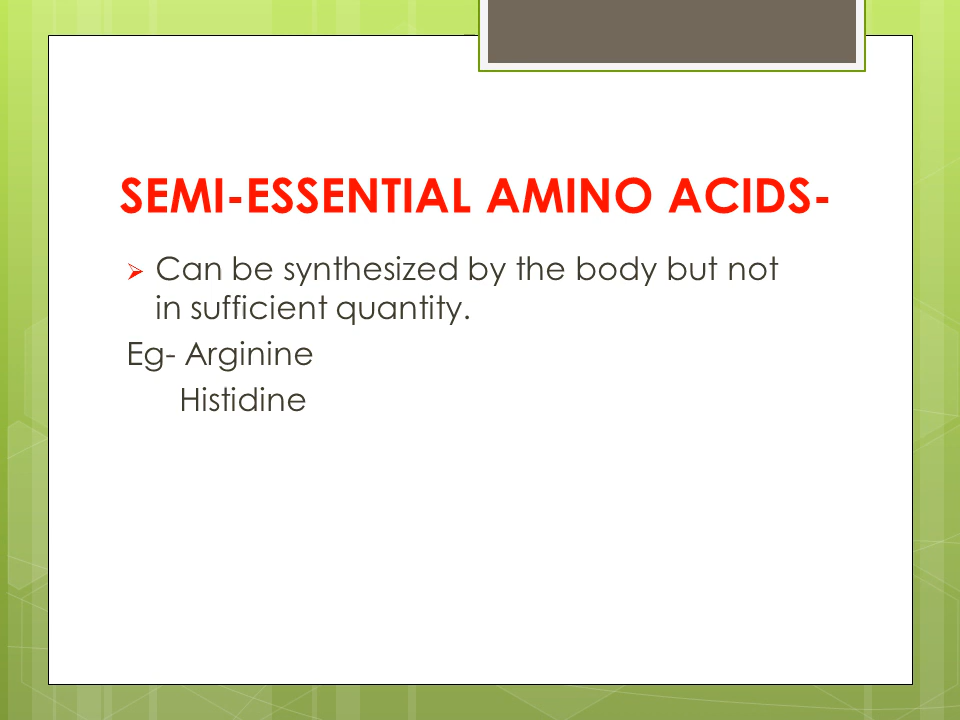 SEMI-ESSENTIAL AMINO ACIDS-
Can be synthesized by the body but not
in sufficient quantity.
Eg- Arginine
Histidine